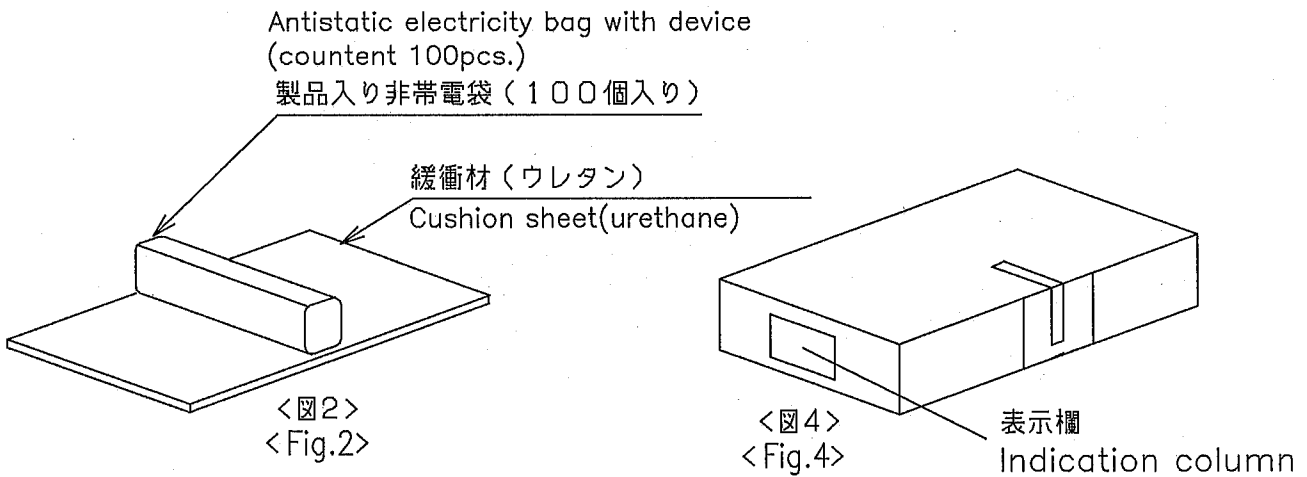 Antistatic electricity bag with device
(countent 100pcs.)
製品入り非帯電袋（１００個入り）
緩衝材（ウレタン）
Cushion sheet(urethane)
<図2>
<Fig.2>
<図4>
<Fig.4>
表示欄
Indication column